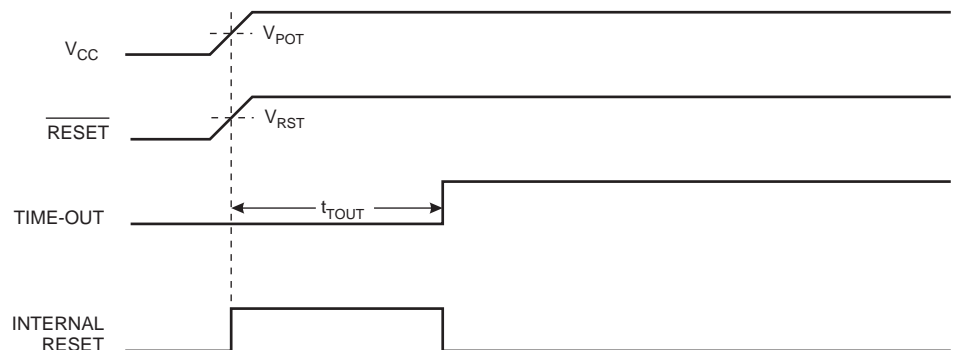 VCC
VPOT
RESET
VRST
TIME-OUT
tTOUT
INTERNAL
RESET